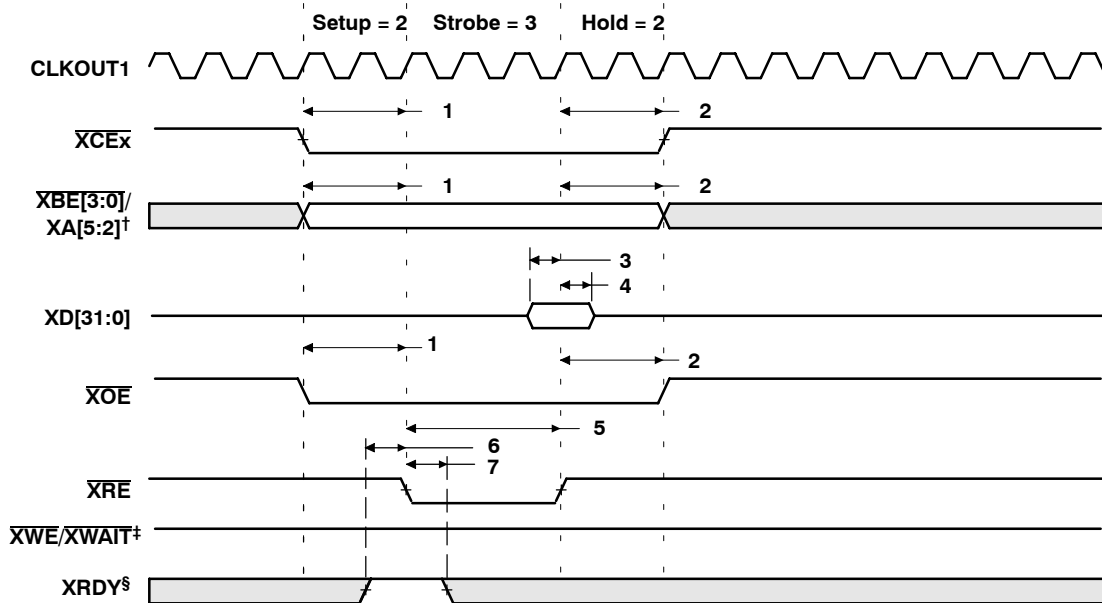 Setup = 2 Strobe = 3 Hold = 2
CLKOUT1
1 2
XCEx
1 2
XBE[3:0]/
XA[5:2]†
3
4
XD[31:0]
1
2
XOE
5
6
7
XRE
XWE/XWAIT‡
XRDY§